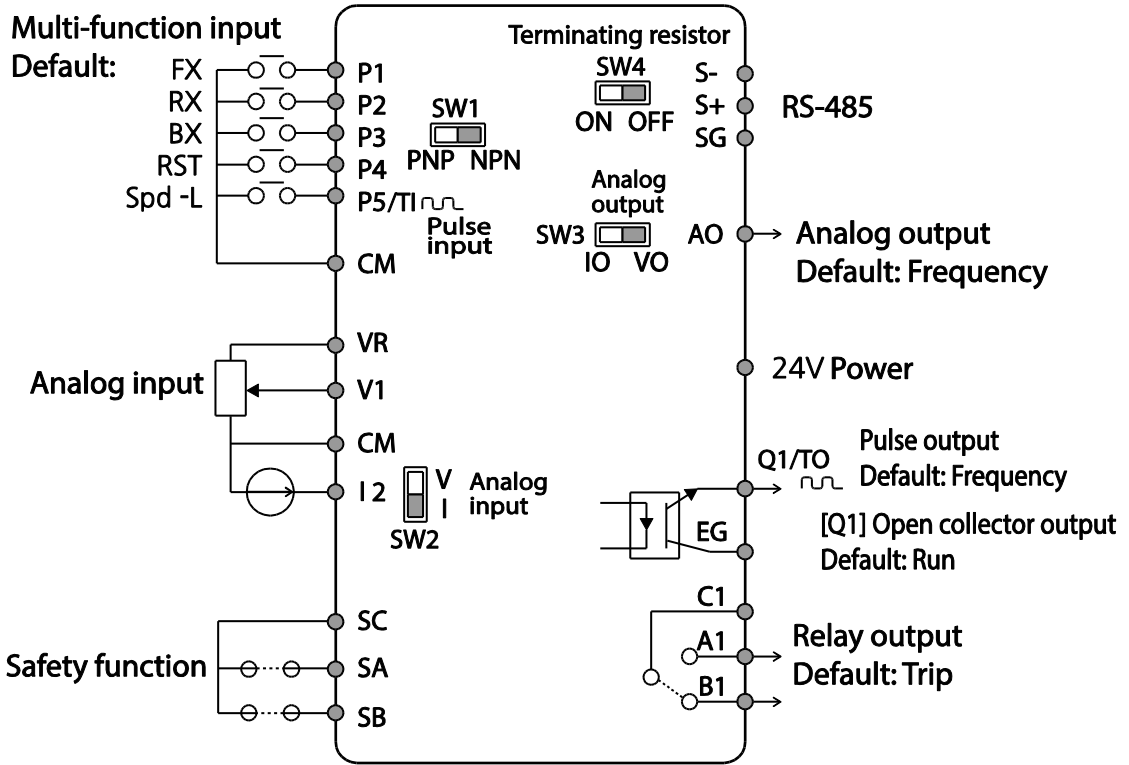 Multi-function input
Default:
FX
P1
RX
P2
BX
P3
RST
P4
Spd -L
P5/TI
Pulse
input
CM
SW1
PNP NPN
Terminating resistor
SW4
ON OFF
S-
S+
SG
RS-485
Analog
output
SW3
IO VO
AO
Analog output
Default: Frequency
Analog input
VR
V1
CM
I 2
V
I
SW2
Analog
input
24V Power
Q1/TO
Pulse output
Default: Frequency
EG
[Q1] Open collector output
Default: Run
Safety function
SC
SA
SB
C1
A1
B1
Relay output
Default: Trip